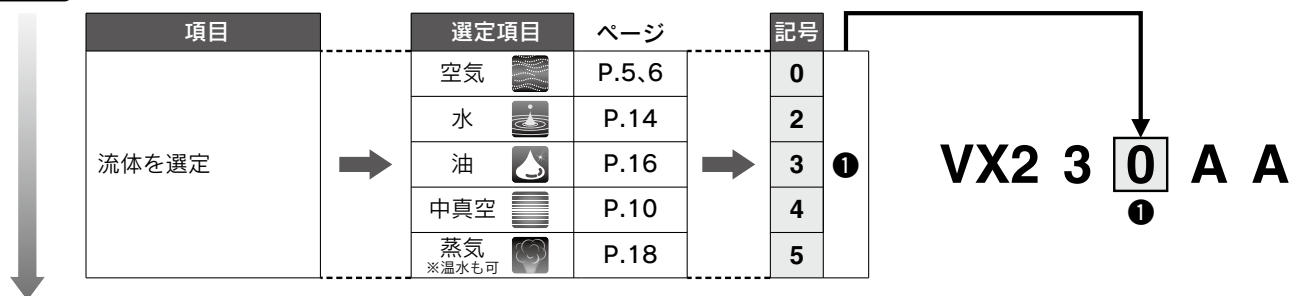 項目 選定項目 ページ 記号
流体を選定
空気 P.5、6 0
水 P.14 2
油 P.16 3
中真空 P.10 4
蒸気 ※温水も可 P.18 5
❶
VX2 3 0 A A
❶